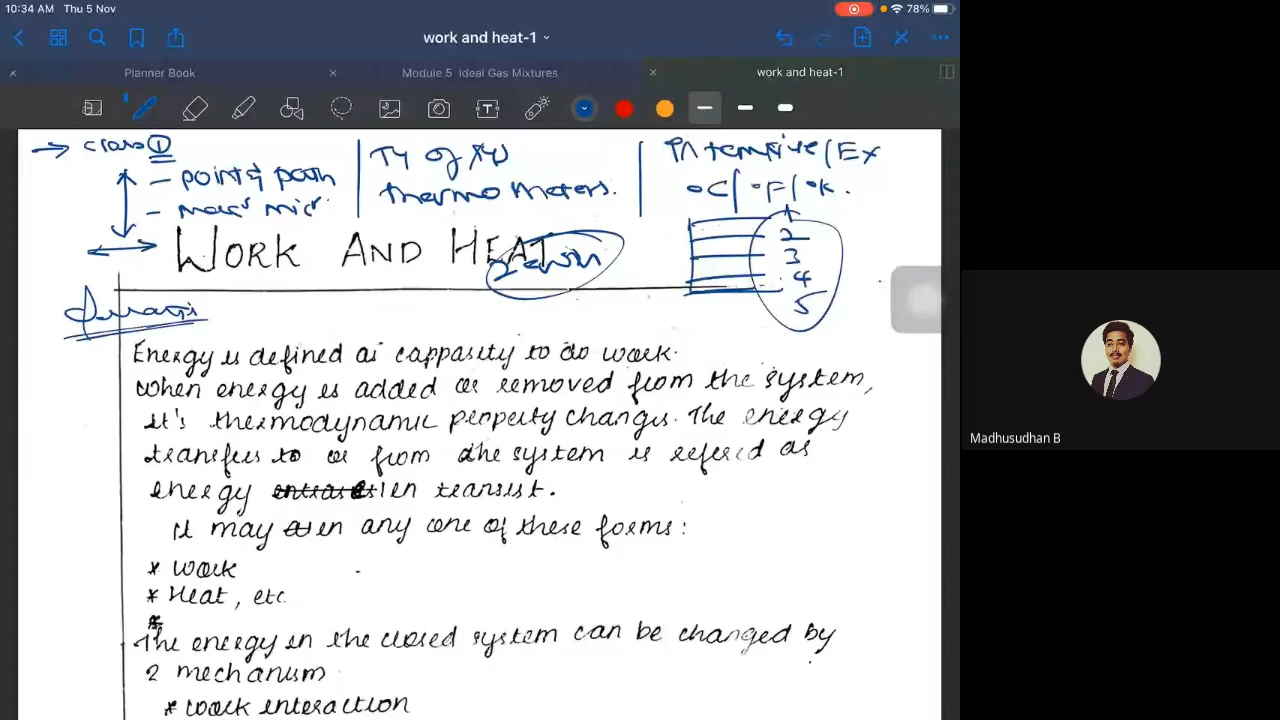 10:34 AM Thu 5 Nov
78%
work and heat-1
Planner Book
Module 5 Ideal Gas Mixtures
work and heat-1
→ class ①
- point & path
thermometers.
Intensive/Ex
°C/°F/°K.
1
2
3
4
5
WORK AND HEAT
Energy is defined as cappasity to do work.
When energy is added or removed from the system,
it's thermodynamic property changes. The energy
transfers to or from the system is refered as
energy in transist.
It may in any one of these forms:
* Work
* Heat, etc
The energy in the closed system can be changed by
2 mechanism
* Work interaction
Madhusudhan B